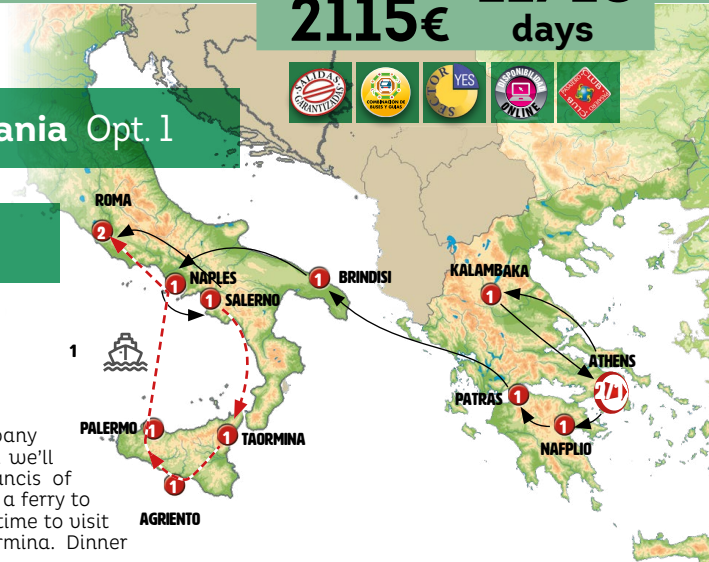 2115€
days
SALIDAS GARANTIZADAS
COMBINACION DE BUSES Y GUIAS
SECTOR YES
DISPONIBILIDAD ONLINE
ania Opt. 1
ROMA
2
NAPLES
1
SALERNO
1
BRINDISI
1
KALAMBAKA
1
ATHENS
2/1
PATRAS
1
NAFPLIO
1
1
PALERMO
1
TAORMINA
1
AGRIENTO
1
pany
we'll
ncis of
a ferry to
time to visit
rmina. Dinner